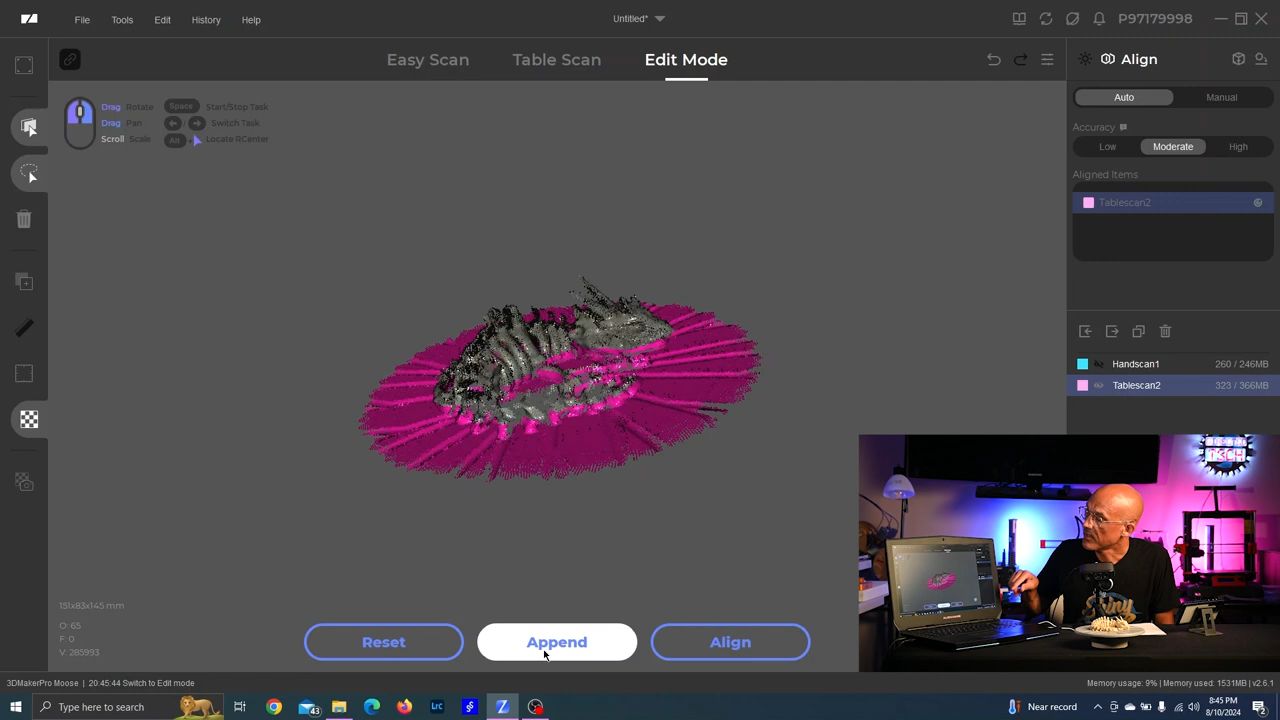 File Tools Edit History Help
Untitled*
P97179998
Easy Scan Table Scan Edit Mode
Align
Auto Manual
Drag Rotate Space Start/Stop Task
Drag Pan / Switch Task
Scroll Scale Alt Locate RCenter
Accuracy
Low Moderate High
Aligned Items
Tablescan2
Handscan1 260 / 246MB
Tablescan2 323 / 366MB
151x83x145 mm
O: 65
F: 0
V: 285993
Reset Append Align
3DMakerPro Moose | 20:45:44 Switch to Edit mode
Memory usage: 9% | Memory used: 1531MB | v2.6.1
Type here to search
43
LrC
Near record
8:45 PM
8/10/2024
2